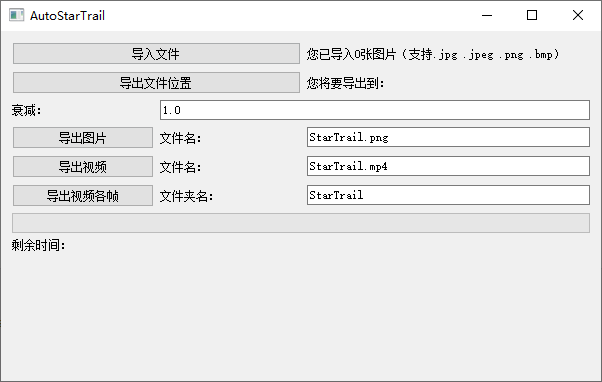 AutoStarTrail
导入文件 您已导入0张图片（支持.jpg .jpeg .png .bmp）
导出文件位置 您将要导出到：
衰减： 1.0
导出图片 文件名： StarTrail.png
导出视频 文件名： StarTrail.mp4
导出视频各帧 文件夹名： StarTrail
剩余时间：